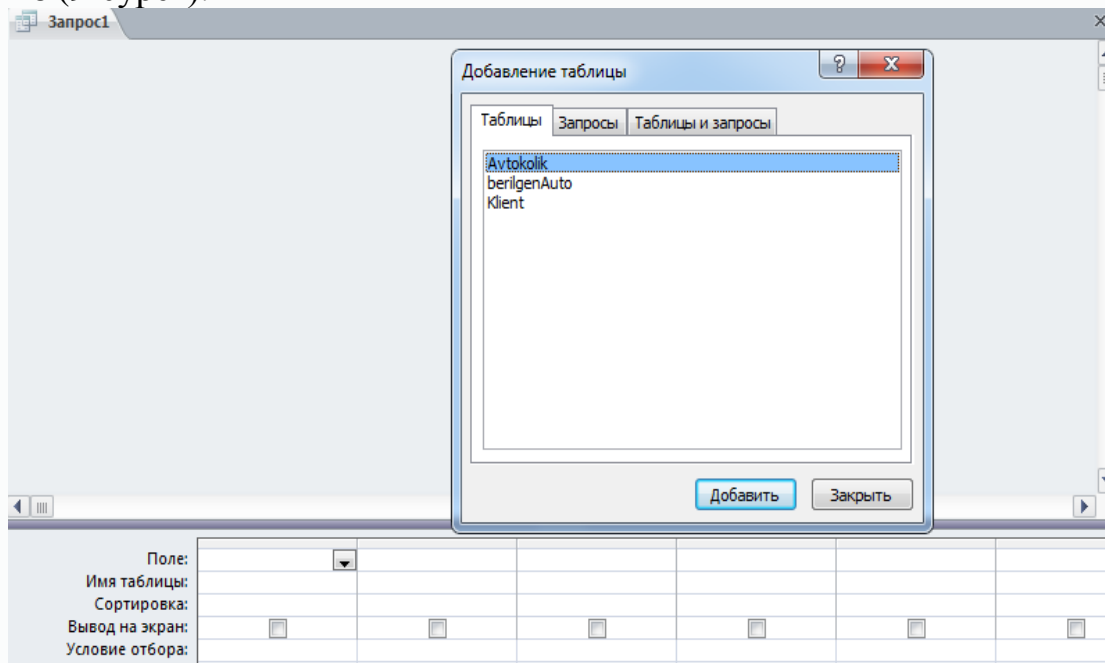 Запрос1
Добавление таблицы
Таблицы Запросы Таблицы и запросы
Avtokolik
berilgenAuto
Klient
Добавить Закрыть
Поле:
Имя таблицы:
Сортировка:
Вывод на экран:
Условие отбора: